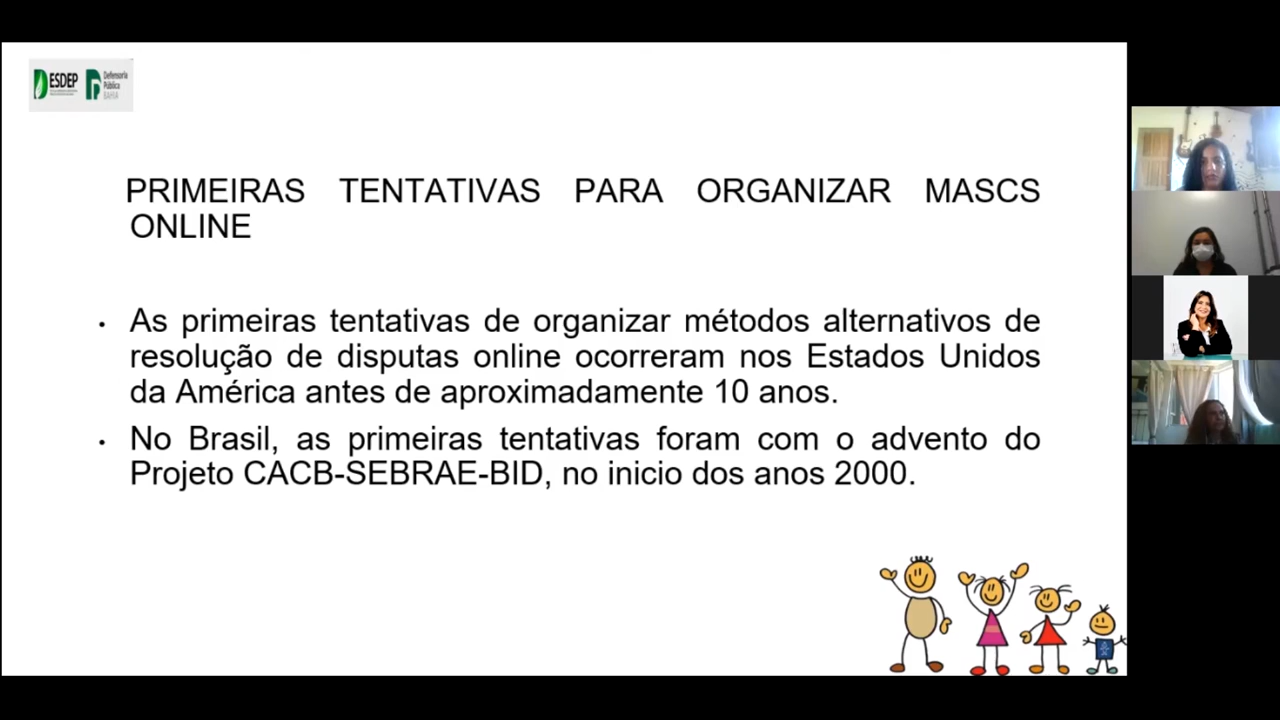 ESDEP
Defensoria
Pública
BAHIA
PRIMEIRAS TENTATIVAS PARA ORGANIZAR MASCS
ONLINE
• As primeiras tentativas de organizar métodos alternativos de
resolução de disputas online ocorreram nos Estados Unidos
da América antes de aproximadamente 10 anos.
• No Brasil, as primeiras tentativas foram com o advento do
Projeto CACB-SEBRAE-BID, no inicio dos anos 2000.